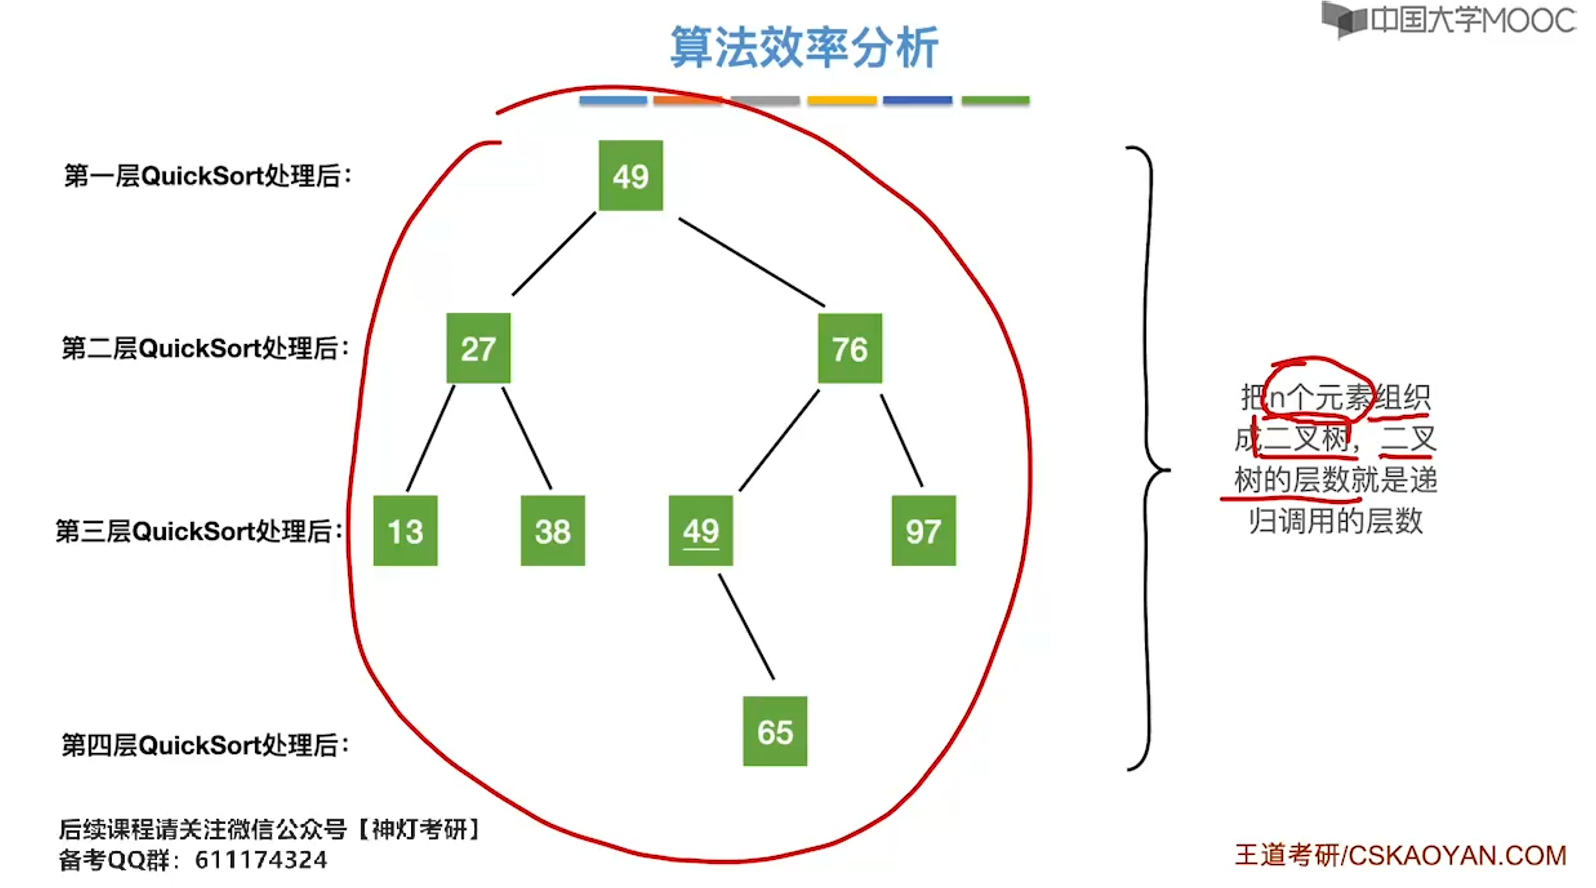 中国大学MOOC
算法效率分析
第一层QuickSort处理后：
49
第二层QuickSort处理后：
27
76
把n个元素组织
成二叉树，二叉
树的层数就是递
归调用的层数
第三层QuickSort处理后：
13
38
49
97
第四层QuickSort处理后：
65
后续课程请关注微信公众号【神灯考研】
备考QQ群：611174324
王道考研/CSKAOYAN.COM